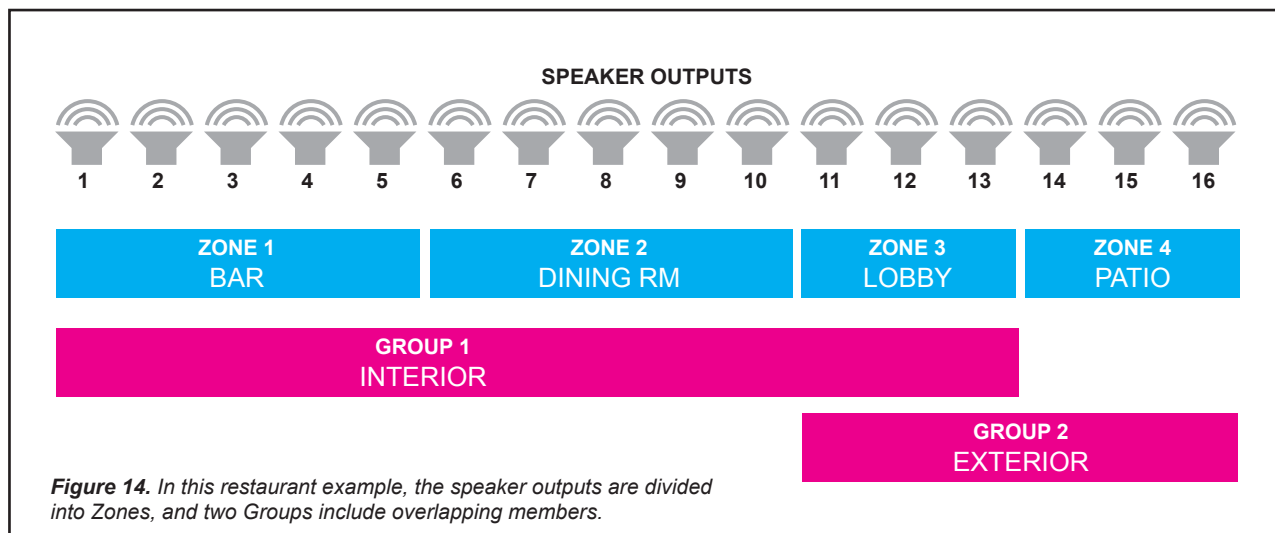 SPEAKER OUTPUTS
1 2 3 4 5 6 7 8 9 10 11 12 13 14 15 16
ZONE 1 ZONE 2 ZONE 3 ZONE 4
BAR DINING RM LOBBY PATIO
GROUP 1
INTERIOR
GROUP 2
EXTERIOR
Figure 14. In this restaurant example, the speaker outputs are divided
into Zones, and two Groups include overlapping members.